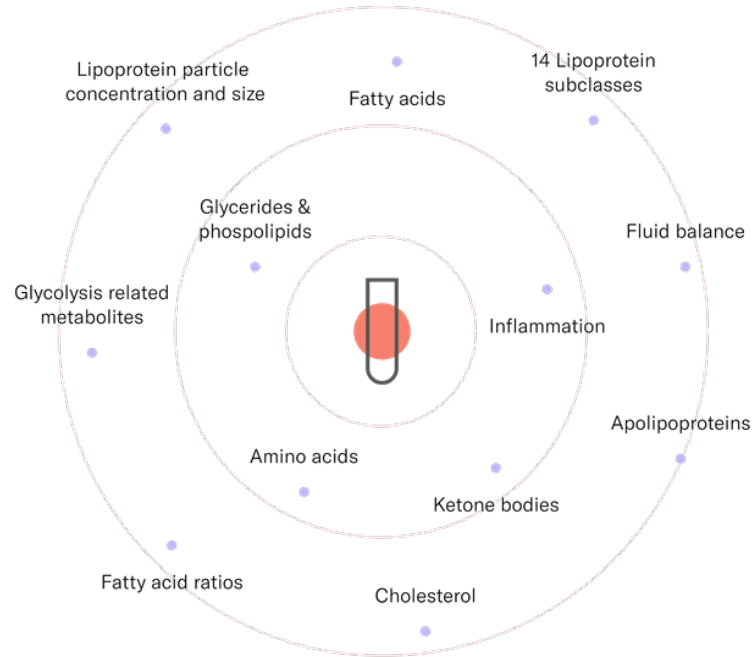 Lipoprotein particle
concentration and size
Fatty acids
14 Lipoprotein
subclasses
Glycerides &
phospolipids
Fluid balance
Glycolysis related
metabolites
Inflammation
Apolipoproteins
Amino acids
Ketone bodies
Fatty acid ratios
Cholesterol